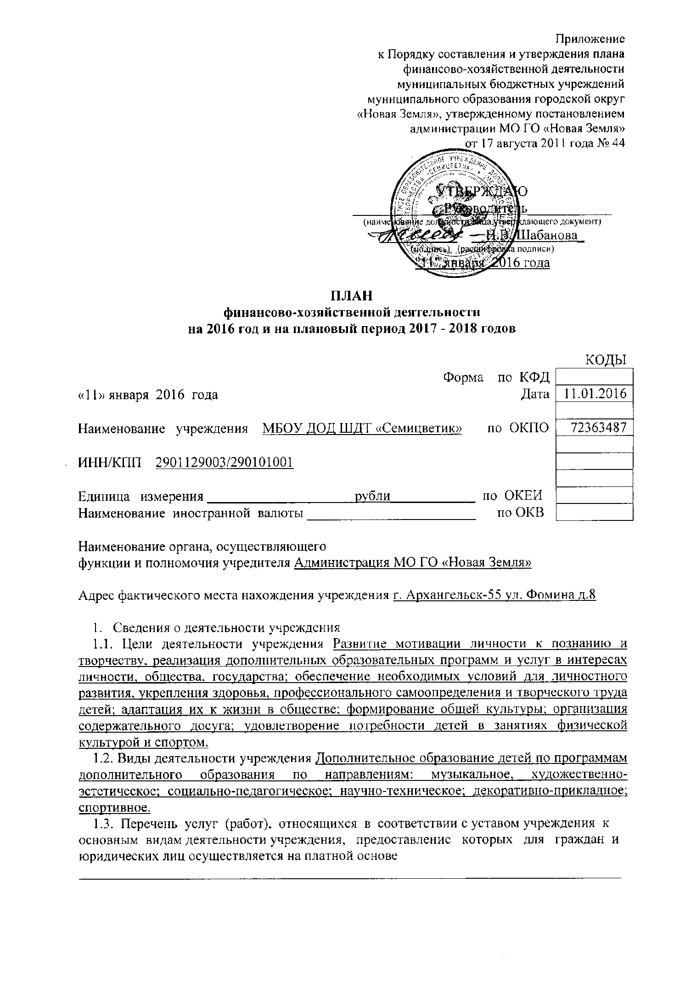 Приложение
к Порядку составления и утверждения плана
финансово-хозяйственной деятельности
муниципальных бюджетных учреждений
муниципального образования городской округ
«Новая Земля», утвержденному постановлением
администрации МО ГО «Новая Земля»
от 17 августа 2011 года № 44
УТВЕРЖДАЮ
Руководитель
(наименование должности лица, утверждающего документ)
Н.В. Шабанова
(подпись) (расшифровка подписи)
11 января 2016 года
ПЛАН
финансово-хозяйственной деятельности
на 2016 год и на плановый период 2017 - 2018 годов
КОДЫ
Форма по КФД
«11» января 2016 года Дата 11.01.2016
Наименование учреждения МБОУ ДОД ШДТ «Семицветик» по ОКПО 72363487
ИНН/КПП 2901129003/290101001
Единица измерения рубли по ОКЕИ
Наименование иностранной валюты по ОКВ
Наименование органа, осуществляющего
функции и полномочия учредителя Администрация МО ГО «Новая Земля»
Адрес фактического места нахождения учреждения г. Архангельск-55 ул. Фомина д.8
1. Сведения о деятельности учреждения
1.1. Цели деятельности учреждения Развитие мотивации личности к познанию и
творчеству, реализация дополнительных образовательных программ и услуг в интересах
личности, общества, государства; обеспечение необходимых условий для личностного
развития, укрепления здоровья, профессионального самоопределения и творческого труда
детей; адаптация их к жизни в обществе; формирование общей культуры; организация
содержательного досуга; удовлетворение потребности детей в занятиях физической
культурой и спортом.
1.2. Виды деятельности учреждения Дополнительное образование детей по программам
дополнительного образования по направлениям: музыкальное, художественно-
эстетическое; социально-педагогическое; научно-техническое; декоративно-прикладное;
спортивное.
1.3. Перечень услуг (работ), относящихся в соответствии с уставом учреждения к
основным видам деятельности учреждения, предоставление которых для граждан и
юридических лиц осуществляется на платной основе